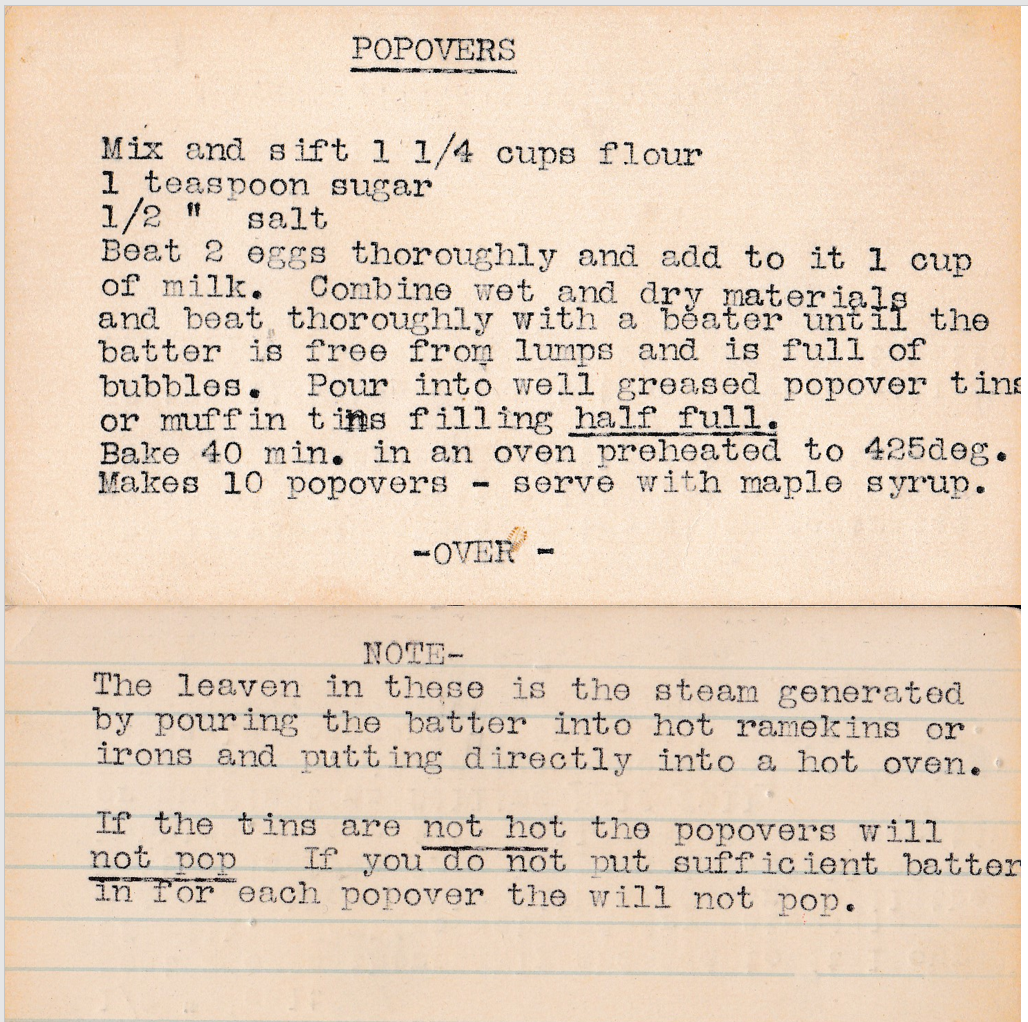 POPOVERS
Mix and sift 1 1/4 cups flour
1 teaspoon sugar
1/2 "  salt
Beat 2 eggs thoroughly and add to it 1 cup
of milk.  Combine wet and dry materials
and beat thoroughly with a beater until the
batter is free from lumps and is full of
bubbles.  Pour into well greased popover tins
or muffin tins filling half full.
Bake 40 min. in an oven preheated to 425deg.
Makes 10 popovers - serve with maple syrup.
-OVER -
NOTE-
The leaven in these is the steam generated
by pouring the batter into hot ramekins or
irons and putting directly into a hot oven.
If the tins are not hot the popovers will
not pop   If you do not put sufficient batter
in for each popover the will not pop.